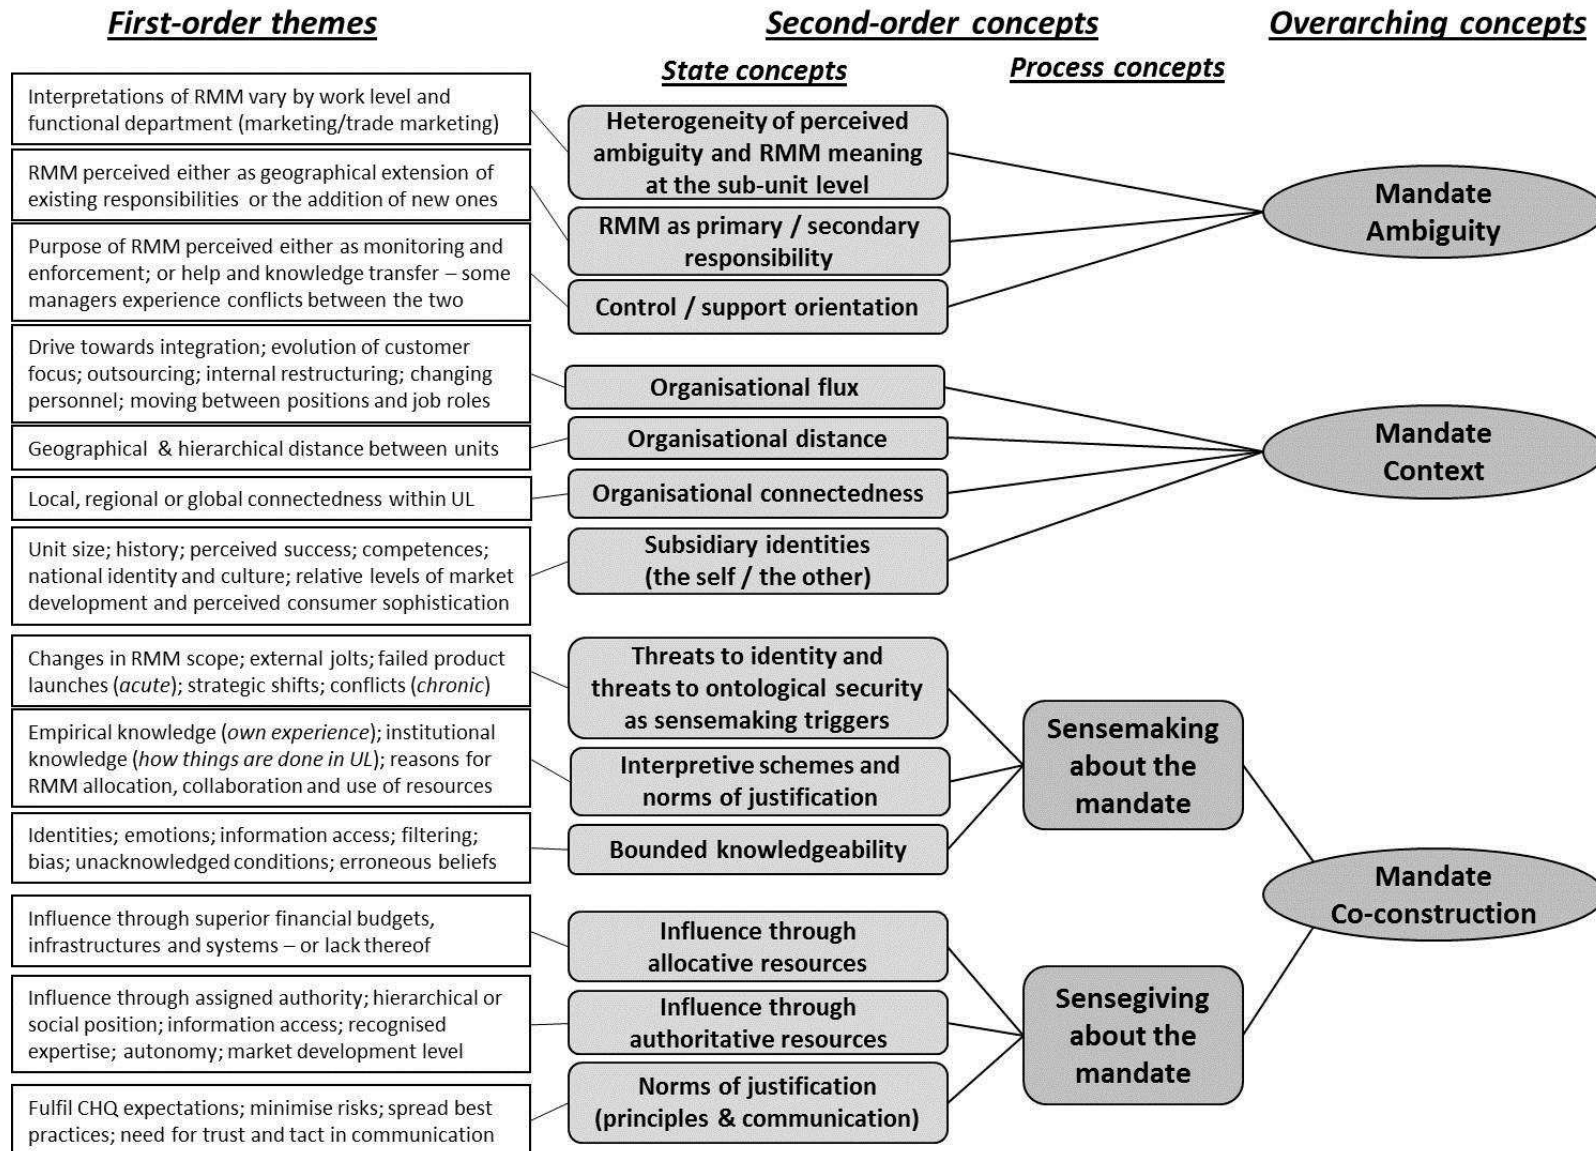 First-order themes
Second-order concepts
Overarching concepts
State concepts
Process concepts
Interpretations of RMM vary by work level and
functional department (marketing/trade marketing)
RMM perceived either as geographical extension of
existing responsibilities or the addition of new ones
Purpose of RMM perceived either as monitoring and
enforcement; or help and knowledge transfer – some
managers experience conflicts between the two
Drive towards integration; evolution of customer
focus; outsourcing; internal restructuring; changing
personnel; moving between positions and job roles
Geographical & hierarchical distance between units
Local, regional or global connectedness within UL
Unit size; history; perceived success; competences;
national identity and culture; relative levels of market
development and perceived consumer sophistication
Changes in RMM scope; external jolts; failed product
launches (acute); strategic shifts; conflicts (chronic)
Empirical knowledge (own experience); institutional
knowledge (how things are done in UL); reasons for
RMM allocation, collaboration and use of resources
Identities; emotions; information access; filtering;
bias; unacknowledged conditions; erroneous beliefs
Influence through superior financial budgets,
infrastructures and systems – or lack thereof
Influence through assigned authority; hierarchical or
social position; information access; recognised
expertise; autonomy; market development level
Fulfil CHQ expectations; minimise risks; spread best
practices; need for trust and tact in communication
Heterogeneity of perceived
ambiguity and RMM meaning
at the sub-unit level
RMM as primary / secondary
responsibility
Control / support orientation
Organisational flux
Organisational distance
Organisational connectedness
Subsidiary identities
(the self / the other)
Threats to identity and
threats to ontological security
as sensemaking triggers
Interpretive schemes and
norms of justification
Bounded knowledgeability
Influence through
allocative resources
Influence through
authoritative resources
Norms of justification
(principles & communication)
Sensemaking
about the
mandate
Sensegiving
about the
mandate
Mandate
Ambiguity
Mandate
Context
Mandate
Co-construction